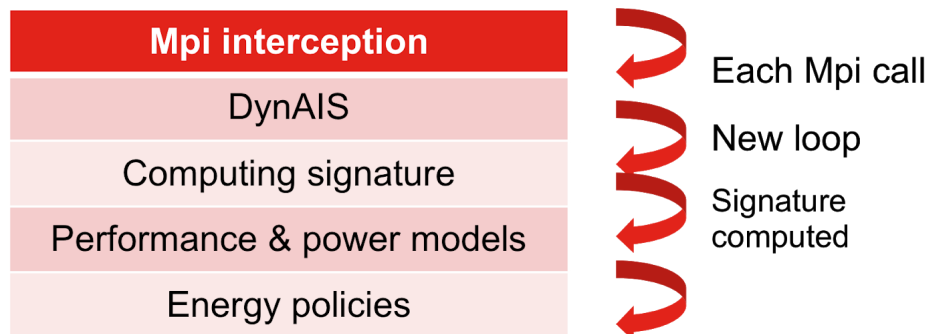 Mpi interception
DynAIS
Computing signature
Performance & power models
Energy policies
Each Mpi call
New loop
Signature
computed